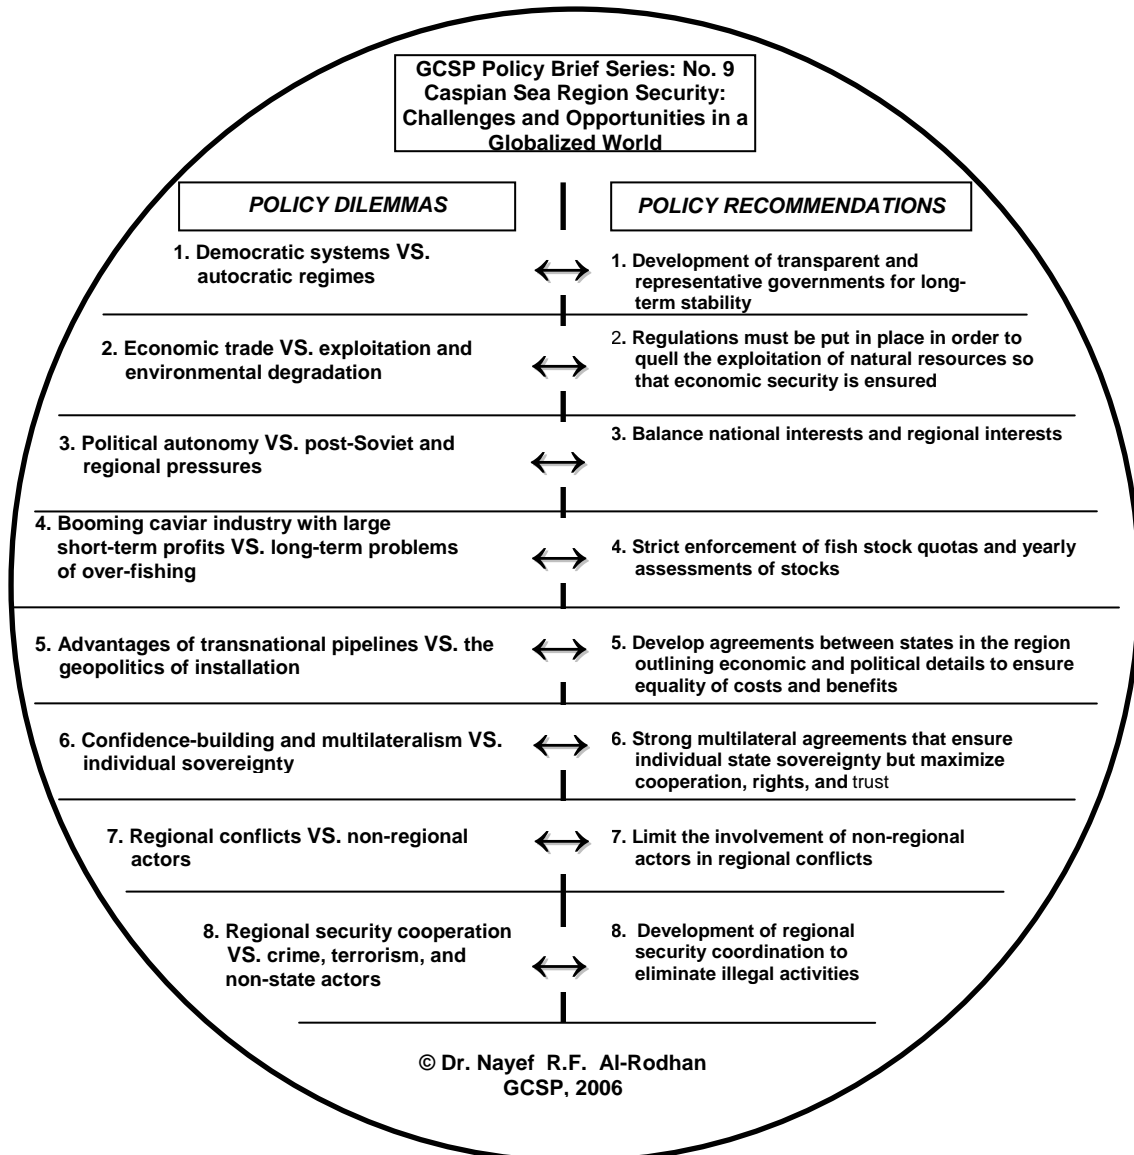 GCSP Policy Brief Series: No. 9
Caspian Sea Region Security:
Challenges and Opportunities in a
Globalized World
POLICY DILEMMAS
POLICY RECOMMENDATIONS
1. Democratic systems VS.
autocratic regimes
1. Development of transparent and
representative governments for long-
term stability
2. Economic trade VS. exploitation and
environmental degradation
2. Regulations must be put in place in order to
quell the exploitation of natural resources so
that economic security is ensured
3. Political autonomy VS. post-Soviet and
regional pressures
3. Balance national interests and regional interests
4. Booming caviar industry with large
short-term profits VS. long-term problems
of over-fishing
4. Strict enforcement of fish stock quotas and yearly
assessments of stocks
5. Advantages of transnational pipelines VS. the
geopolitics of installation
5. Develop agreements between states in the region
outlining economic and political details to ensure
equality of costs and benefits
6. Confidence-building and multilateralism VS.
individual sovereignty
6. Strong multilateral agreements that ensure
individual state sovereignty but maximize
cooperation, rights, and trust
7. Regional conflicts VS. non-regional
actors
7. Limit the involvement of non-regional
actors in regional conflicts
8. Regional security cooperation
VS. crime, terrorism, and
non-state actors
8. Development of regional
security coordination to
eliminate illegal activities
© Dr. Nayef R.F. Al-Rodhan
GCSP, 2006